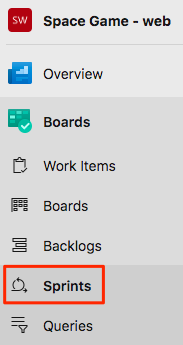 SW Space Game - web
Overview
Boards
Work Items
Boards
Backlogs
Sprints
Queries